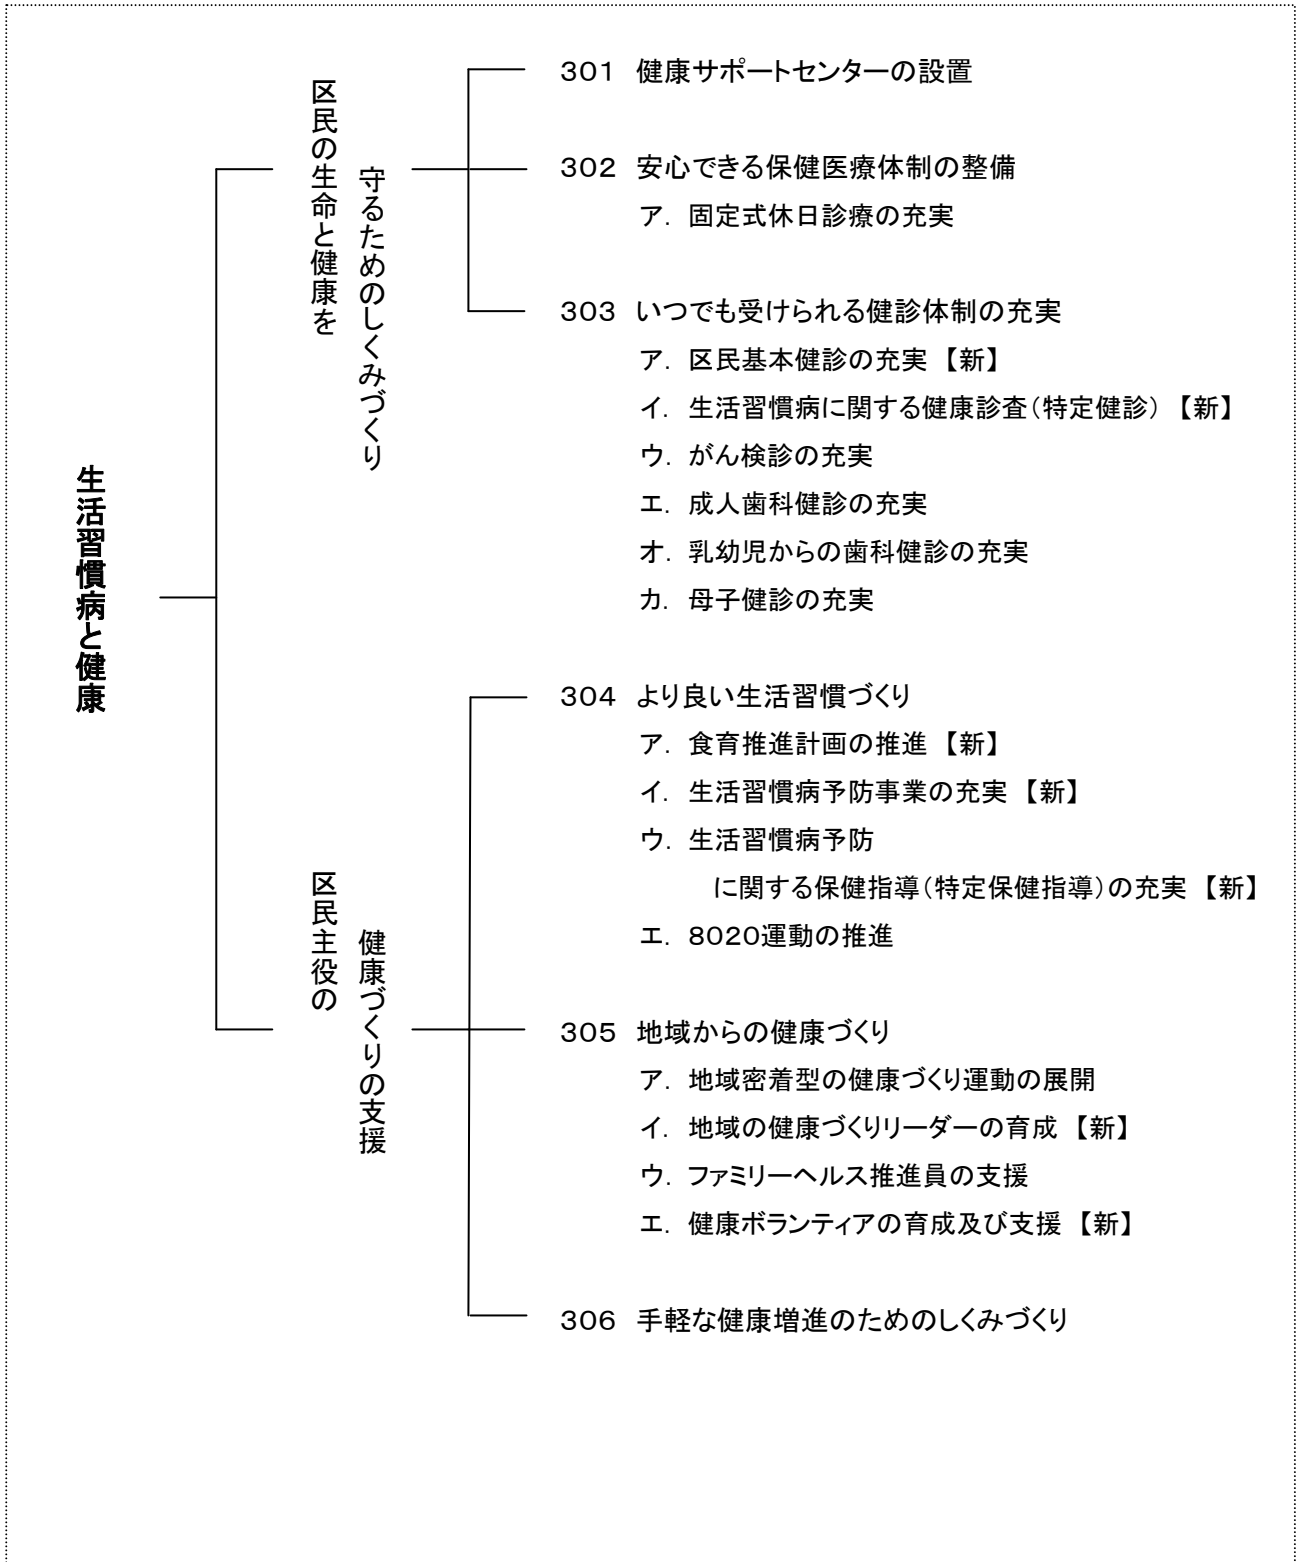 生活習慣病と健康
区民の生命と健康を
守るためのしくみづくり
301 健康サポートセンターの設置
302 安心できる保健医療体制の整備
ア. 固定式休日診療の充実
303 いつでも受けられる健診体制の充実
ア. 区民基本健診の充実 【新】
イ. 生活習慣病に関する健康診査(特定健診) 【新】
ウ. がん検診の充実
エ. 成人歯科健診の充実
オ. 乳幼児からの歯科健診の充実
カ. 母子健診の充実
区民主役の
健康づくりの支援
304 より良い生活習慣づくり
ア. 食育推進計画の推進 【新】
イ. 生活習慣病予防事業の充実 【新】
ウ. 生活習慣病予防
に関する保健指導(特定保健指導)の充実 【新】
エ. 8020運動の推進
305 地域からの健康づくり
ア. 地域密着型の健康づくり運動の展開
イ. 地域の健康づくりリーダーの育成 【新】
ウ. ファミリーヘルス推進員の支援
エ. 健康ボランティアの育成及び支援 【新】
306 手軽な健康増進のためのしくみづくり